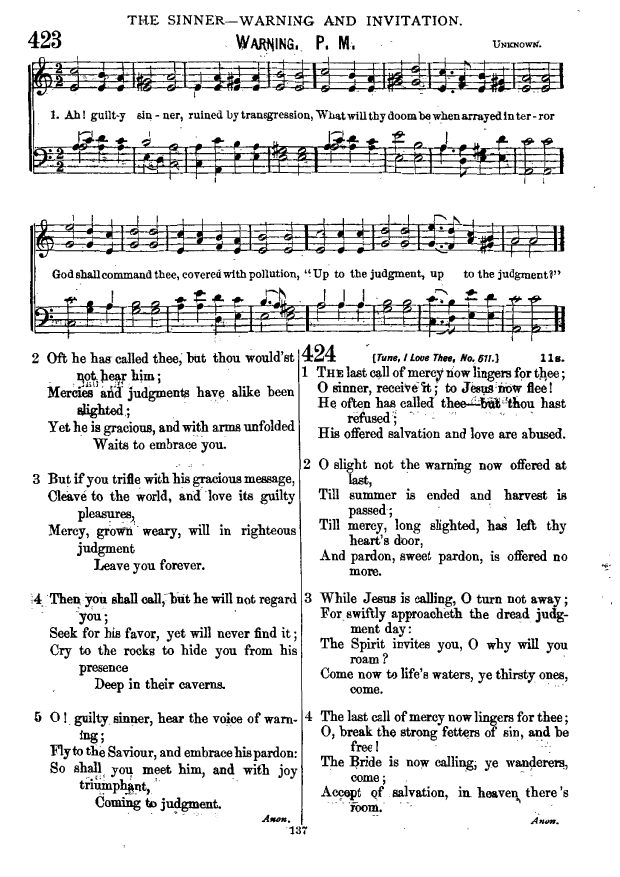 THE SINNER—WARNING AND INVITATION.
423
WARNING. P. M.
UNKNOWN.
1. Ah! guilt-y sin - ner, ruined by transgression, What will thy doom be when arrayed in ter - ror
God shall command thee, covered with pollution, "Up to the judgment, up to the judgment?"
2 Oft he has called thee, but thou would'st
not hear him;
Mercies and judgments have alike been
slighted;
Yet he is gracious, and with arms unfolded
Waits to embrace you.
3 But if you trifle with his gracious message,
Cleave to the world, and love its guilty
pleasures,
Mercy, grown weary, will in righteous
judgment
Leave you forever.
4 Then you shall call, but he will not regard
you;
Seek for his favor, yet will never find it;
Cry to the rocks to hide you from his
presence
Deep in their caverns.
5 O! guilty sinner, hear the voice of warn-
ing;
Fly to the Saviour, and embrace his pardon:
So shall you meet him, and with joy
triumphant,
Coming to judgment.
Anon.
424
[Tune, I Love Thee, No. 511.] 11s.
1 THE last call of mercy now lingers for thee;
O sinner, receive it; to Jesus now flee!
He often has called thee—but thou hast
refused;
His offered salvation and love are abused.
2 O slight not the warning now offered at
last,
Till summer is ended and harvest is
passed;
Till mercy, long slighted, has left thy
heart's door,
And pardon, sweet pardon, is offered no
more.
3 While Jesus is calling, O turn not away;
For swiftly approacheth the dread judg-
ment day:
The Spirit invites you, O why will you
roam?
Come now to life's waters, ye thirsty ones,
come.
4 The last call of mercy now lingers for thee;
O, break the strong fetters of sin, and be
free!
The Bride is now calling; ye wanderers,
come;
Accept of salvation, in heaven there's
room.
Anon.
137